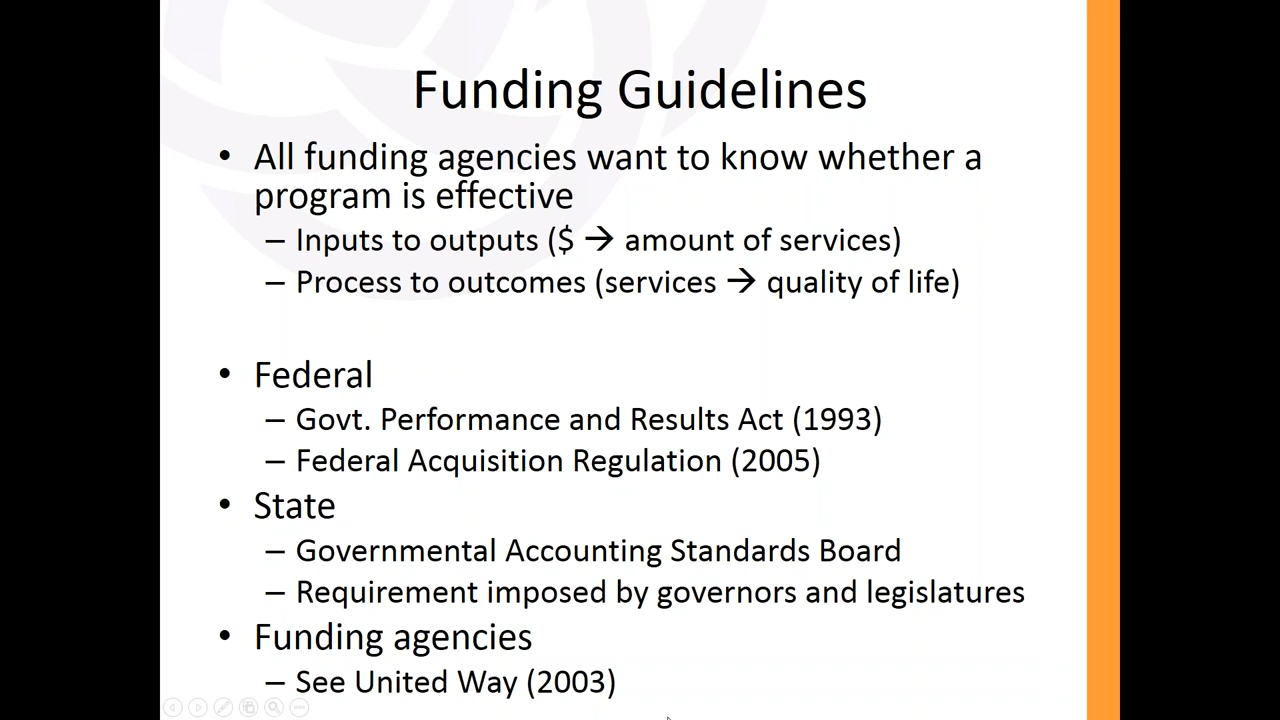 Funding Guidelines
• All funding agencies want to know whether a
program is effective
– Inputs to outputs ($ → amount of services)
– Process to outcomes (services → quality of life)
• Federal
– Govt. Performance and Results Act (1993)
– Federal Acquisition Regulation (2005)
• State
– Governmental Accounting Standards Board
– Requirement imposed by governors and legislatures
• Funding agencies
– See United Way (2003)